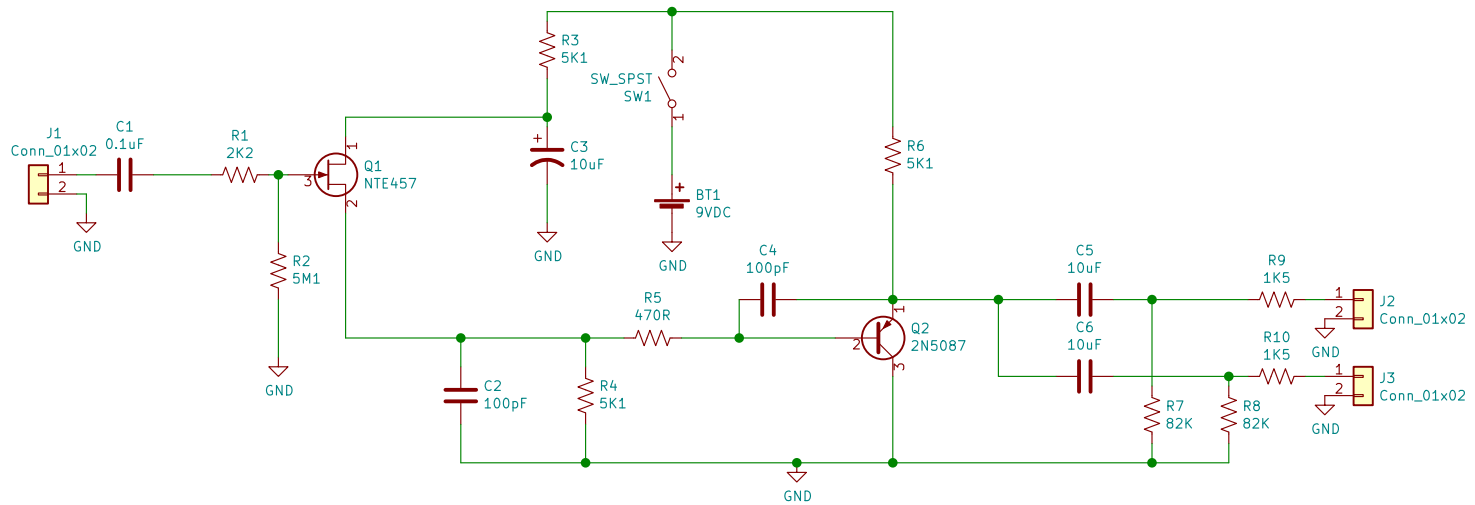 J1
Conn_01x02
1
2
GND
C1
0.1uF
R1
2K2
R2
5M1
GND
1
3
2
Q1
NTE457
R3
5K1
+
C3
10uF
GND
2
SW_SPST
SW1
1
+
BT1
9VDC
GND
C2
100pF
R4
5K1
R5
470R
C4
100pF
R6
5K1
1
2
3
Q2
2N5087
GND
C5
10uF
C6
10uF
R7
82K
R8
82K
R9
1K5
R10
1K5
1
2
J2
Conn_01x02
GND
1
2
J3
Conn_01x02
GND